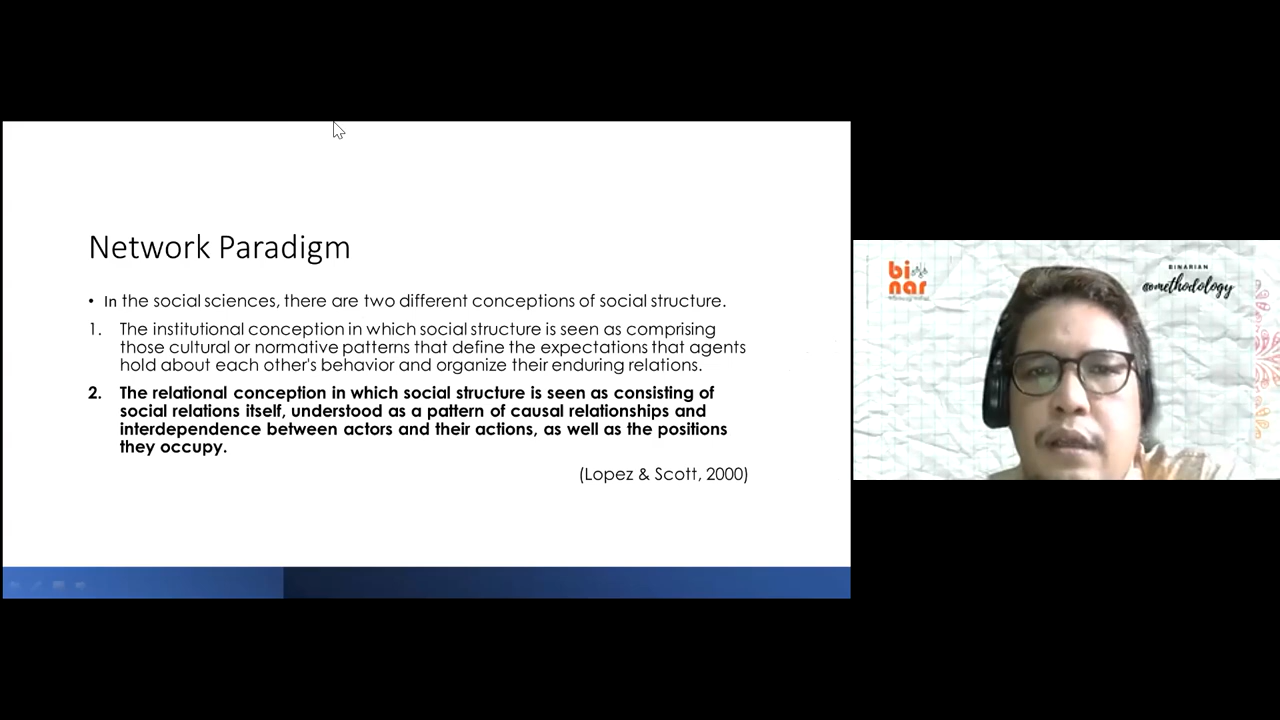 Network Paradigm
• In the social sciences, there are two different conceptions of social structure.
1. The institutional conception in which social structure is seen as comprising
those cultural or normative patterns that define the expectations that agents
hold about each other's behavior and organize their enduring relations.
2. The relational conception in which social structure is seen as consisting of
social relations itself, understood as a pattern of causal relationships and
interdependence between actors and their actions, as well as the positions
they occupy.
(Lopez & Scott, 2000)
bi
nar
BINARIAN
somethodology